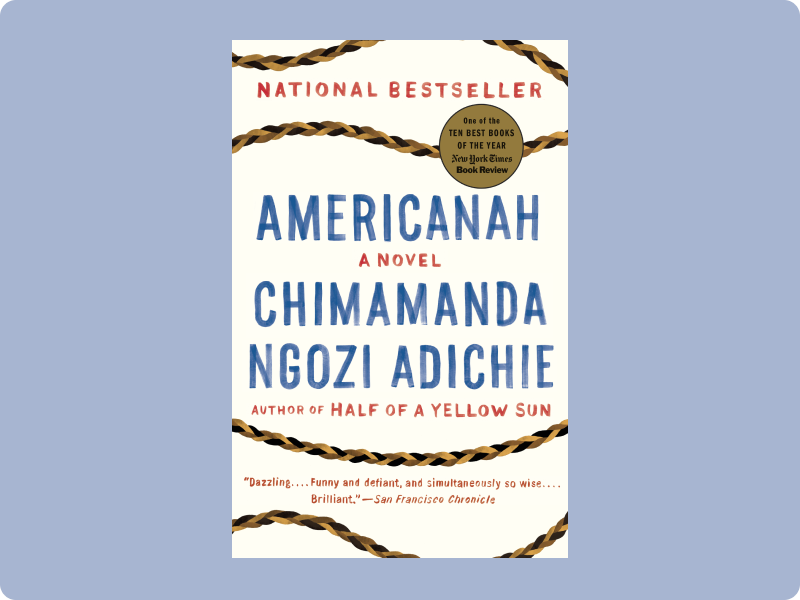 NATIONAL BESTSELLER
One of the
TEN BEST BOOKS
OF THE YEAR
New York Times
Book Review
AMERICANAH
A NOVEL
CHIMAMANDA
NGOZI ADICHIE
AUTHOR OF HALF OF A YELLOW SUN
“Dazzling.... Funny and defiant, and simultaneously so wise....
Brilliant.” —San Francisco Chronicle